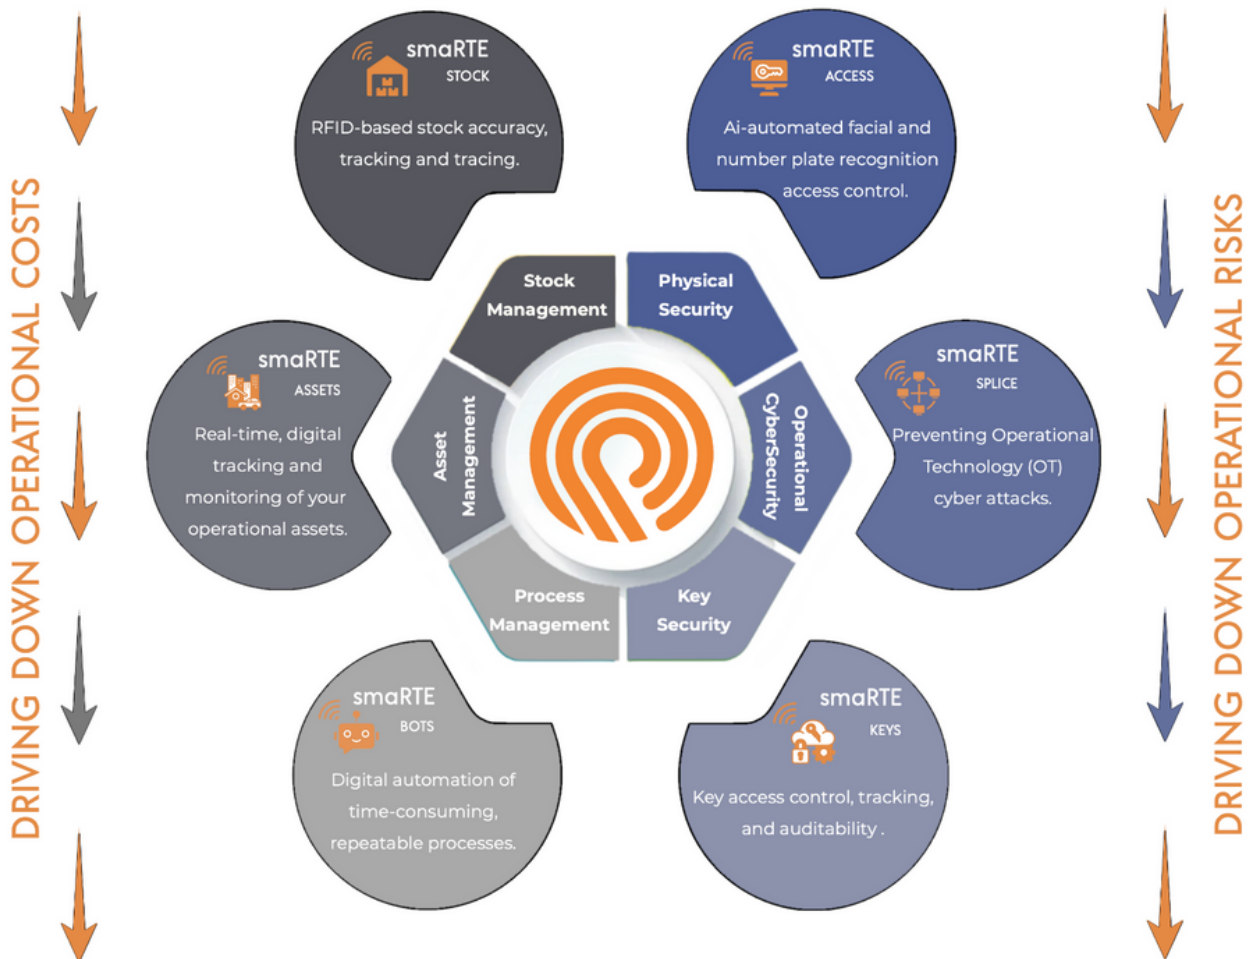 DRIVING DOWN OPERATIONAL COSTS
smaRTE
STOCK
RFID-based stock accuracy,
tracking and tracing.
smaRTE
ACCESS
Ai-automated facial and
number plate recognition
access control.
Stock
Management
Physical
Security
smaRTE
ASSETS
Real-time, digital
tracking and
monitoring of your
operational assets.
Asset
Management
Operational
CyberSecurity
smaRTE
SPLICE
Preventing Operational
Technology (OT)
cyber attacks.
Process
Management
Key
Security
smaRTE
BOTS
Digital automation of
time-consuming,
repeatable processes.
smaRTE
KEYS
Key access control, tracking,
and auditability .
DRIVING DOWN OPERATIONAL RISKS